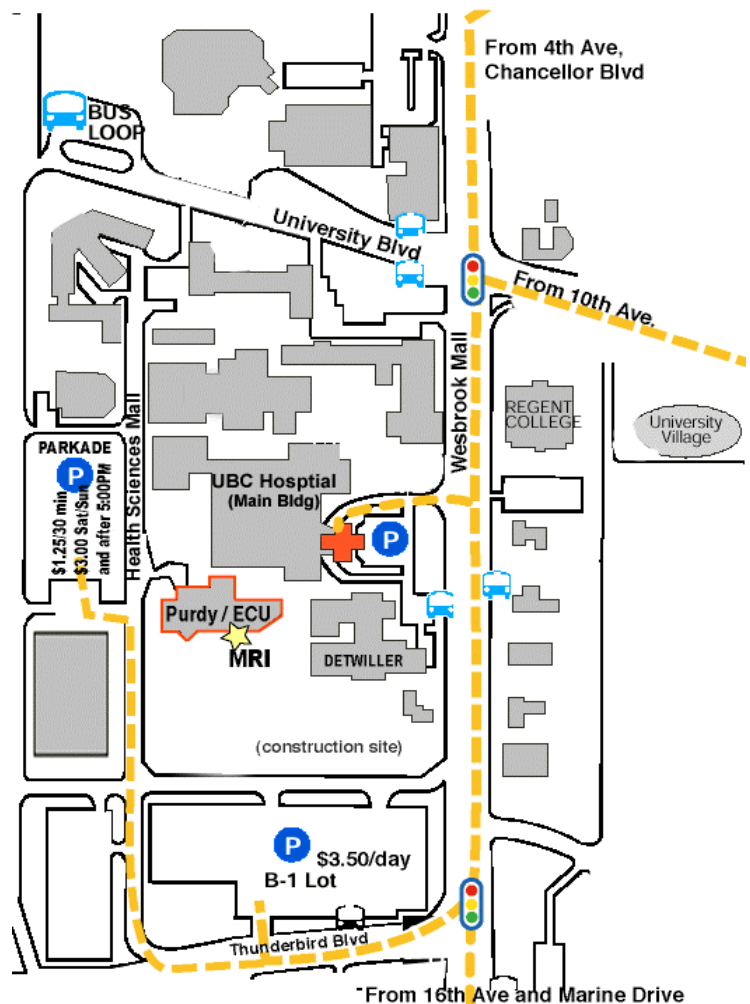 From 4th Ave,
Chancellor Blvd
BUS
LOOP
University Blvd
From 10th Ave.
Wesbrook Mall
REGENT
COLLEGE
University
Village
Health Sciences Mall
PARKADE
P
$1.25/30 min
$3.00 Sat/Sun
and after 5:00PM
UBC Hosptial
(Main Bldg)
P
Purdy / ECU
MRI
DETWILLER
(construction site)
P
$3.50/day
B-1 Lot
Thunderbird Blvd
From 16th Ave and Marine Drive